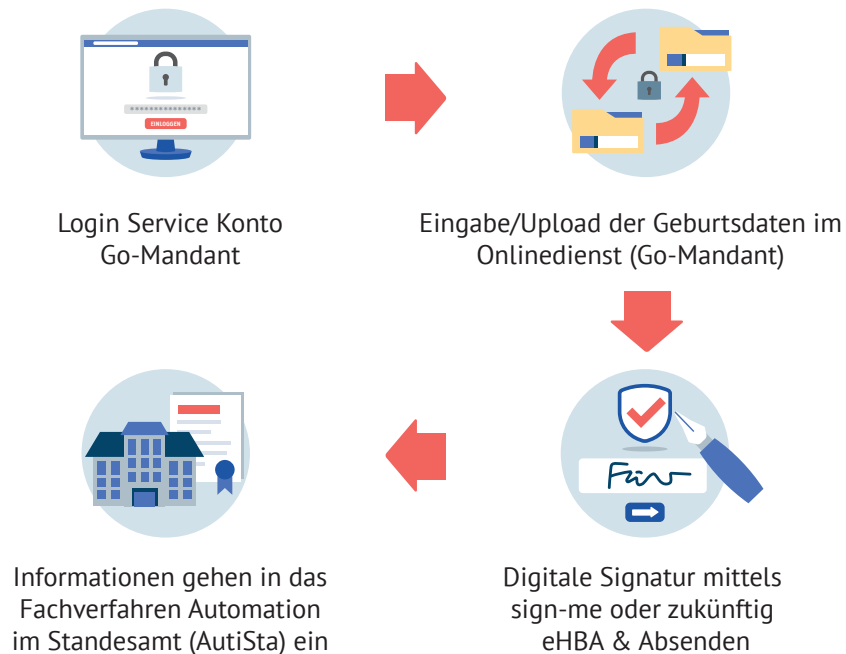 EINLOGGEN
Login Service Konto
Go-Mandant
Eingabe/Upload der Geburtsdaten im
Onlinedienst (Go-Mandant)
Digitale Signatur mittels
sign-me oder zukünftig
eHBA & Absenden
Informationen gehen in das
Fachverfahren Automation
im Standesamt (AutiSta) ein